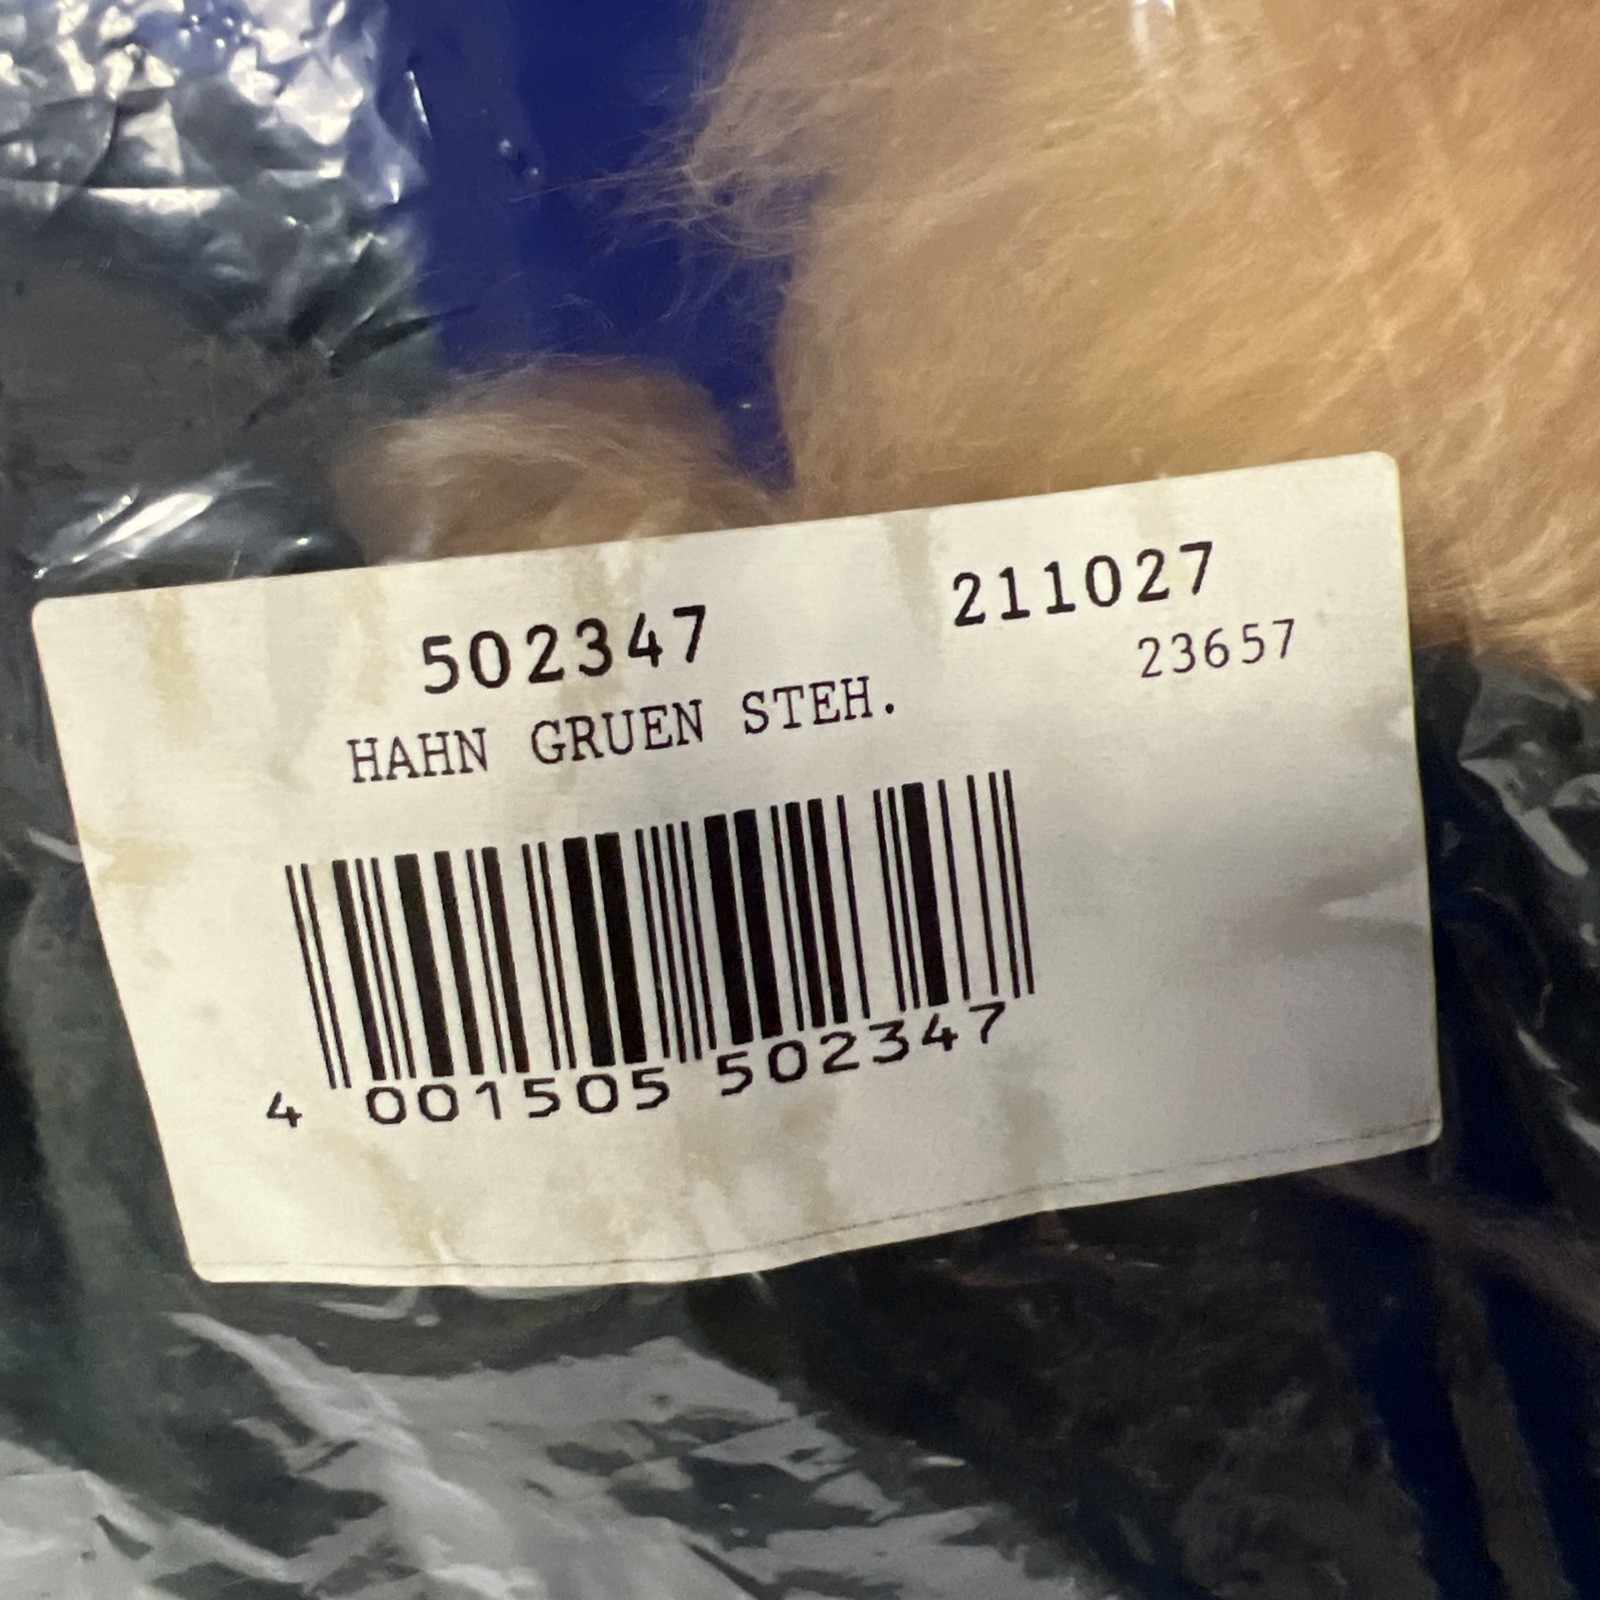 502347 211027
23657
HAHN GRUEN STEH.
4 001505 502347